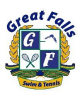 Great Falls
G
F
Swim & Tennis